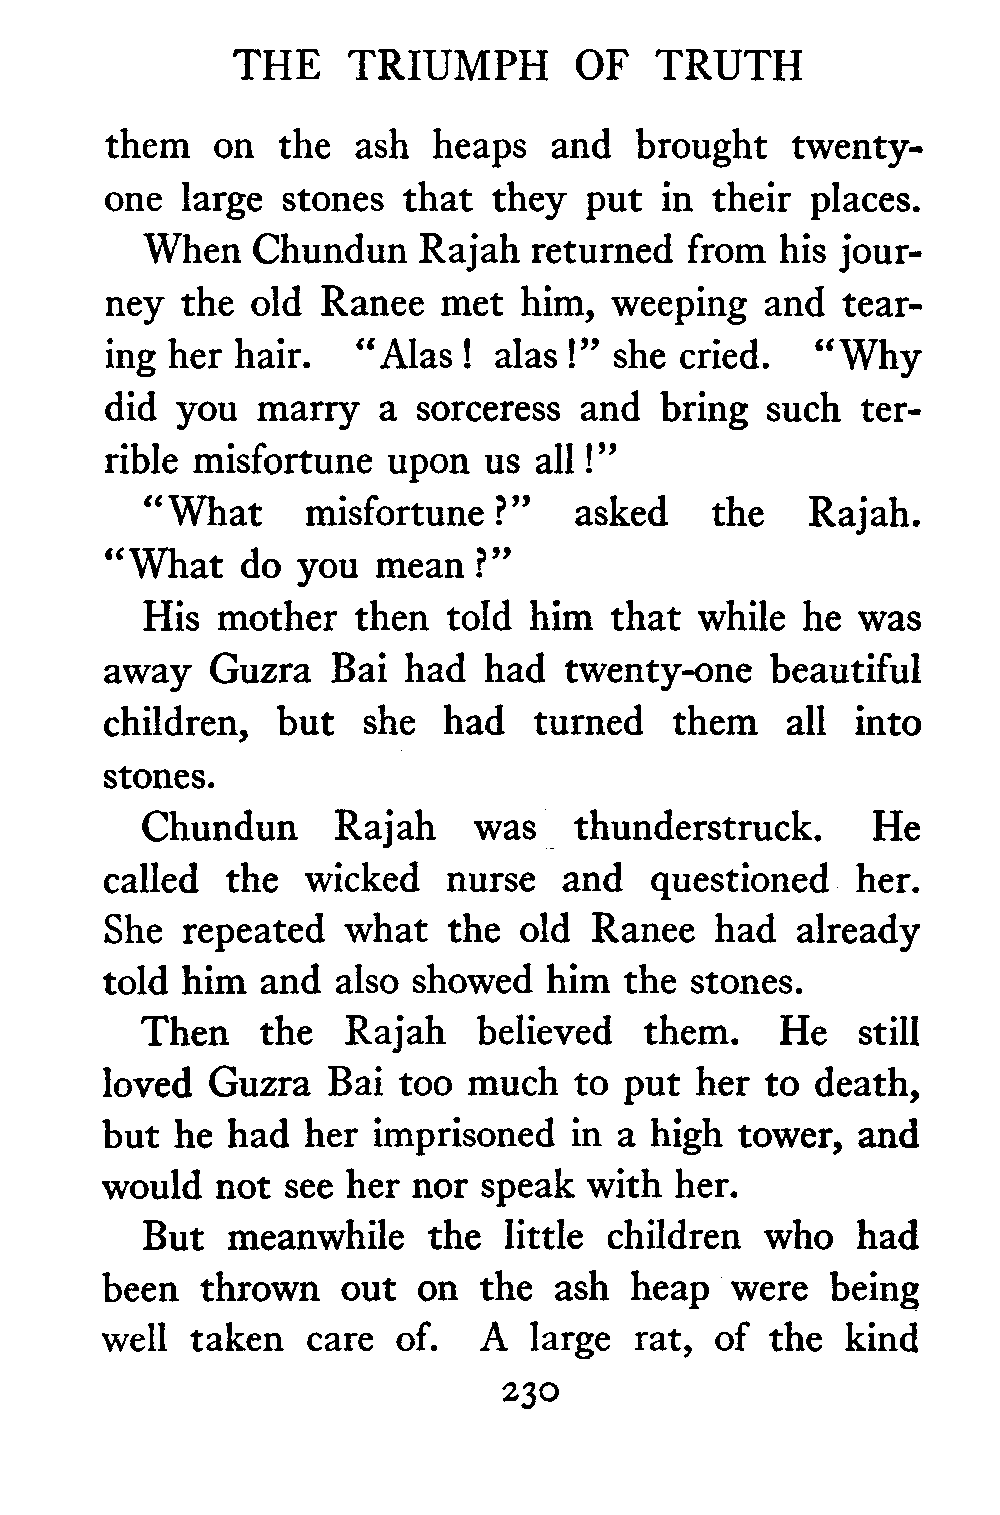 THE TRIUMPH OF TRUTH
them on the ash heaps and brought twenty-
one large stones that they put in their places.
When Chundun Rajah returned from his jour-
ney the old Ranee met him, weeping and tear-
ing her hair. “Alas! alas!” she cried. “Why
did you marry a sorceress and bring such ter-
rible misfortune upon us all!”
“What misfortune?” asked the Rajah.
“What do you mean?”
His mother then told him that while he was
away Guzra Bai had had twenty-one beautiful
children, but she had turned them all into
stones.
Chundun Rajah was thunderstruck. He
called the wicked nurse and questioned her.
She repeated what the old Ranee had already
told him and also showed him the stones.
Then the Rajah believed them. He still
loved Guzra Bai too much to put her to death,
but he had her imprisoned in a high tower, and
would not see her nor speak with her.
But meanwhile the little children who had
been thrown out on the ash heap were being
well taken care of. A large rat, of the kind
230